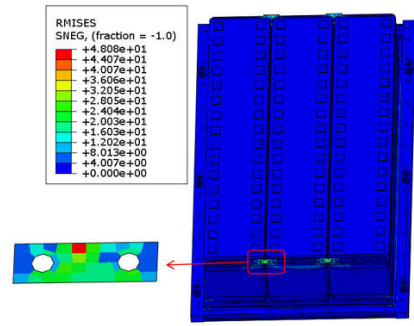 RMISES
SNEG, (fraction = -1.0)
+4.808e+01
+4.407e+01
+4.007e+01
+3.606e+01
+3.205e+01
+2.805e+01
+2.404e+01
+2.003e+01
+1.603e+01
+1.202e+01
+8.013e+00
+4.007e+00
+0.000e+00